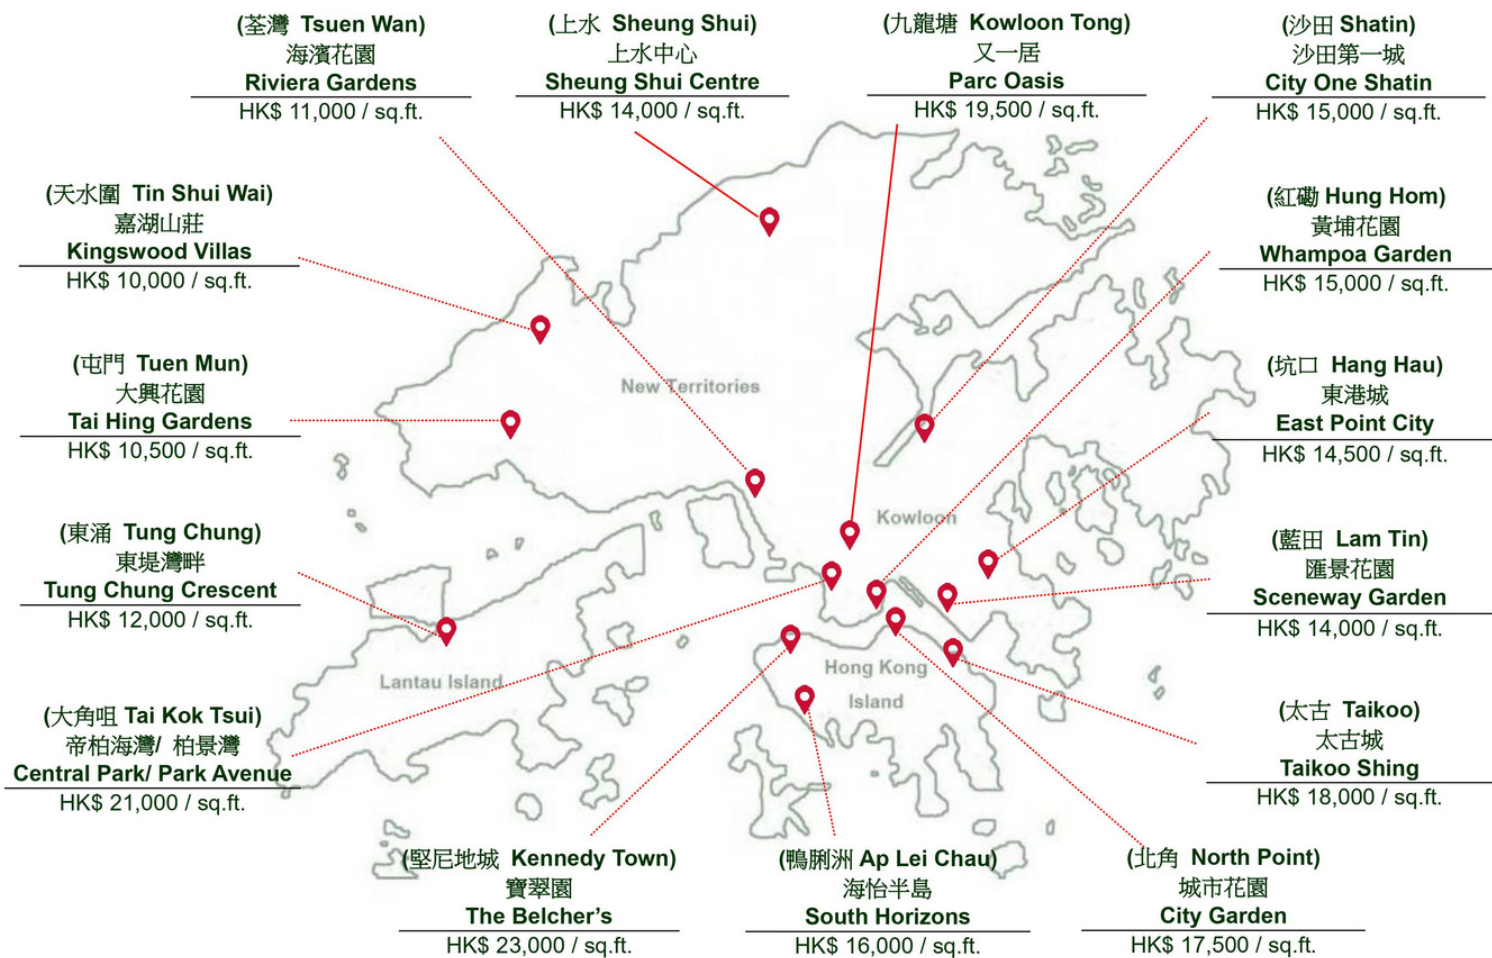 (荃灣 Tsuen Wan)
海濱花園
Riviera Gardens
HK$ 11,000 / sq.ft.
(上水 Sheung Shui)
上水中心
Sheung Shui Centre
HK$ 14,000 / sq.ft.
(九龍塘 Kowloon Tong)
又一居
Parc Oasis
HK$ 19,500 / sq.ft.
(沙田 Shatin)
沙田第一城
City One Shatin
HK$ 15,000 / sq.ft.
(天水圍 Tin Shui Wai)
嘉湖山莊
Kingswood Villas
HK$ 10,000 / sq.ft.
(紅磡 Hung Hom)
黃埔花園
Whampoa Garden
HK$ 15,000 / sq.ft.
(屯門 Tuen Mun)
大興花園
Tai Hing Gardens
HK$ 10,500 / sq.ft.
New Territories
(坑口 Hang Hau)
東港城
East Point City
HK$ 14,500 / sq.ft.
(東涌 Tung Chung)
東堤灣畔
Tung Chung Crescent
HK$ 12,000 / sq.ft.
Kowloon
(藍田 Lam Tin)
匯景花園
Sceneway Garden
HK$ 14,000 / sq.ft.
Lantau Island
Hong Kong
Island
(大角咀 Tai Kok Tsui)
帝柏海灣/ 柏景灣
Central Park/ Park Avenue
HK$ 21,000 / sq.ft.
(太古 Taikoo)
太古城
Taikoo Shing
HK$ 18,000 / sq.ft.
(堅尼地城 Kennedy Town)
寶翠園
The Belcher's
HK$ 23,000 / sq.ft.
(鴨脷洲 Ap Lei Chau)
海怡半島
South Horizons
HK$ 16,000 / sq.ft.
(北角 North Point)
城市花園
City Garden
HK$ 17,500 / sq.ft.